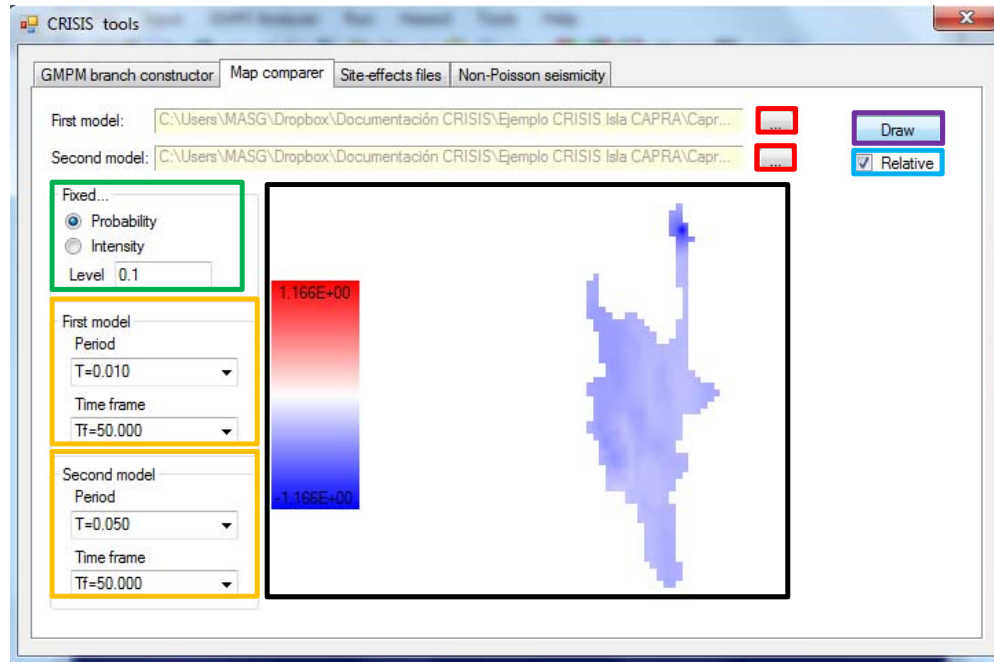 CRISIS tools
GMPM branch constructor Map comparer Site-effects files Non-Poisson seismicity
First model: C:\Users\MASG\Dropbox\Documentación CRISIS\Ejemplo CRISIS Isla CAPRA\Capr... ... Draw
Second model: C:\Users\MASG\Dropbox\Documentación CRISIS\Ejemplo CRISIS Isla CAPRA\Capr... ... Relative
Fixed...
Probability
Intensity
Level 0.1
1.166E+00
First model
Period
T=0.010
Time frame
Tf=50.000
Second model
Period
-1.166E+00
T=0.050
Time frame
Tf=50.000